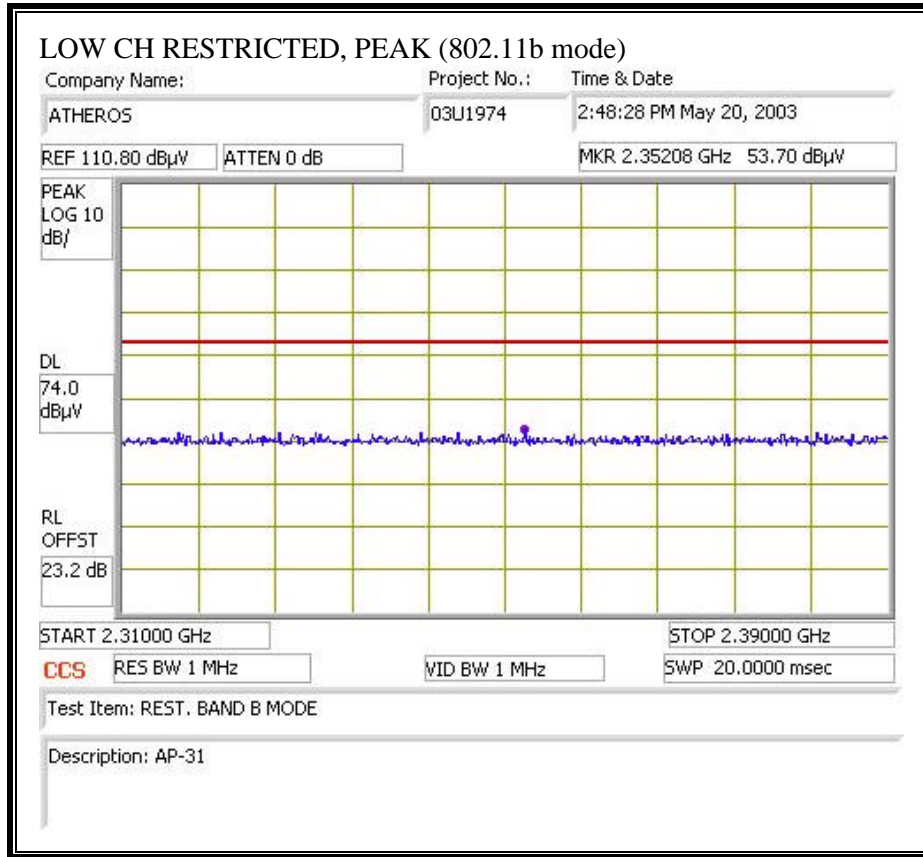 LOW CH RESTRICTED, PEAK (802.11b mode)
Company Name: Project No.: Time & Date
ATHEROS 03U1974 2:48:28 PM May 20, 2003
REF 110.80 dBµV ATTEN 0 dB MKR 2.35208 GHz 53.70 dBµV
PEAK
LOG 10
dB/
DL
74.0
dBµV
RL
OFFST
23.2 dB
START 2.31000 GHz STOP 2.39000 GHz
CCS RES BW 1 MHz VID BW 1 MHz SWP 20.0000 msec
Test Item: REST. BAND B MODE
Description: AP-31